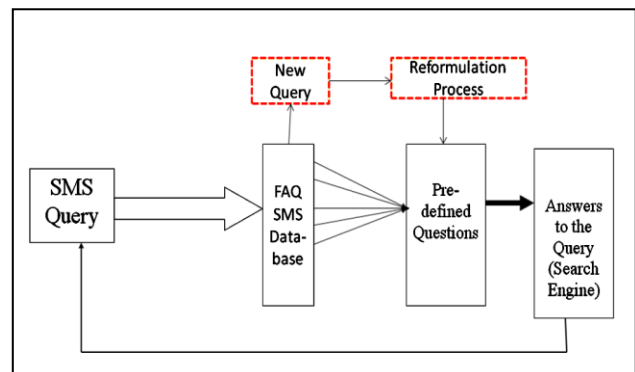 New
Query
Reformulation
Process
SMS
Query
FAQ
SMS
Data-
base
Pre-
defined
Questions
Answers
to the
Query
(Search
Engine)